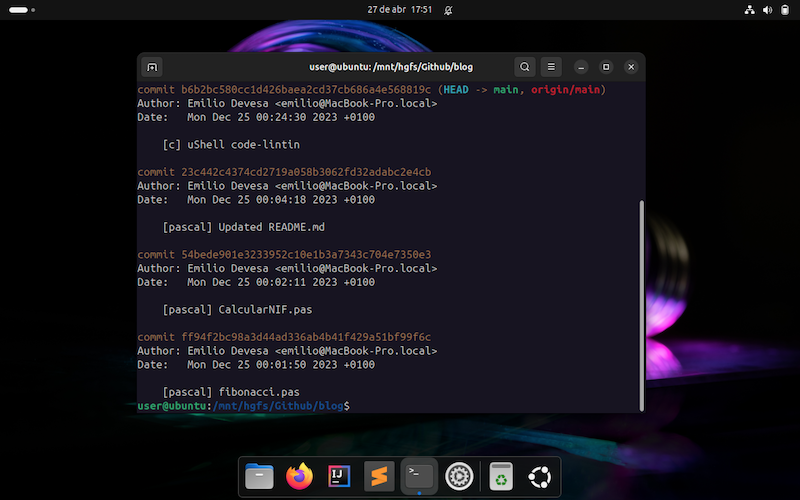 27 de abr 17:51
user@ubuntu: /mnt/hgfs/Github/blog
commit b6b2bc580cc1d426baea2cd37cb686a4e568819c (HEAD -> main, origin/main)
Author: Emilio Devesa <emilio@MacBook-Pro.local>
Date:   Mon Dec 25 00:24:30 2023 +0100
[c] uShell code-lintin
commit 23c442c4374cd2719a058b3062fd32adabc2e4cb
Author: Emilio Devesa <emilio@MacBook-Pro.local>
Date:   Mon Dec 25 00:04:18 2023 +0100
[pascal] Updated README.md
commit 54bede901e3233952c10e1b3a7343c704e7350e3
Author: Emilio Devesa <emilio@MacBook-Pro.local>
Date:   Mon Dec 25 00:02:11 2023 +0100
[pascal] CalcularNIF.pas
commit ff94f2bc98a3d44ad336ab4b41f429a51bf99f6c
Author: Emilio Devesa <emilio@MacBook-Pro.local>
Date:   Mon Dec 25 00:01:50 2023 +0100
[pascal] fibonacci.pas
user@ubuntu:/mnt/hgfs/Github/blog$
IJ
>_